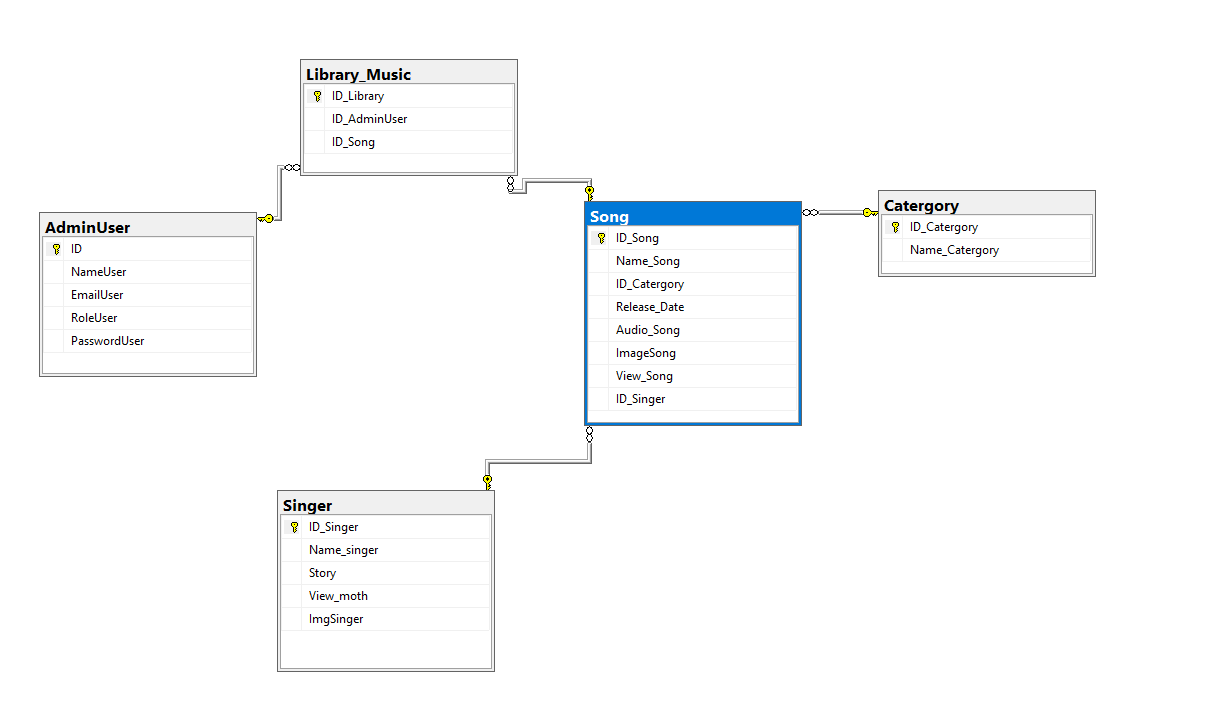 Library_Music
ID_Library
ID_AdminUser
ID_Song
AdminUser
ID
NameUser
EmailUser
RoleUser
PasswordUser
Song
ID_Song
Name_Song
ID_Catergory
Release_Date
Audio_Song
ImageSong
View_Song
ID_Singer
Catergory
ID_Catergory
Name_Catergory
Singer
ID_Singer
Name_singer
Story
View_moth
ImgSinger